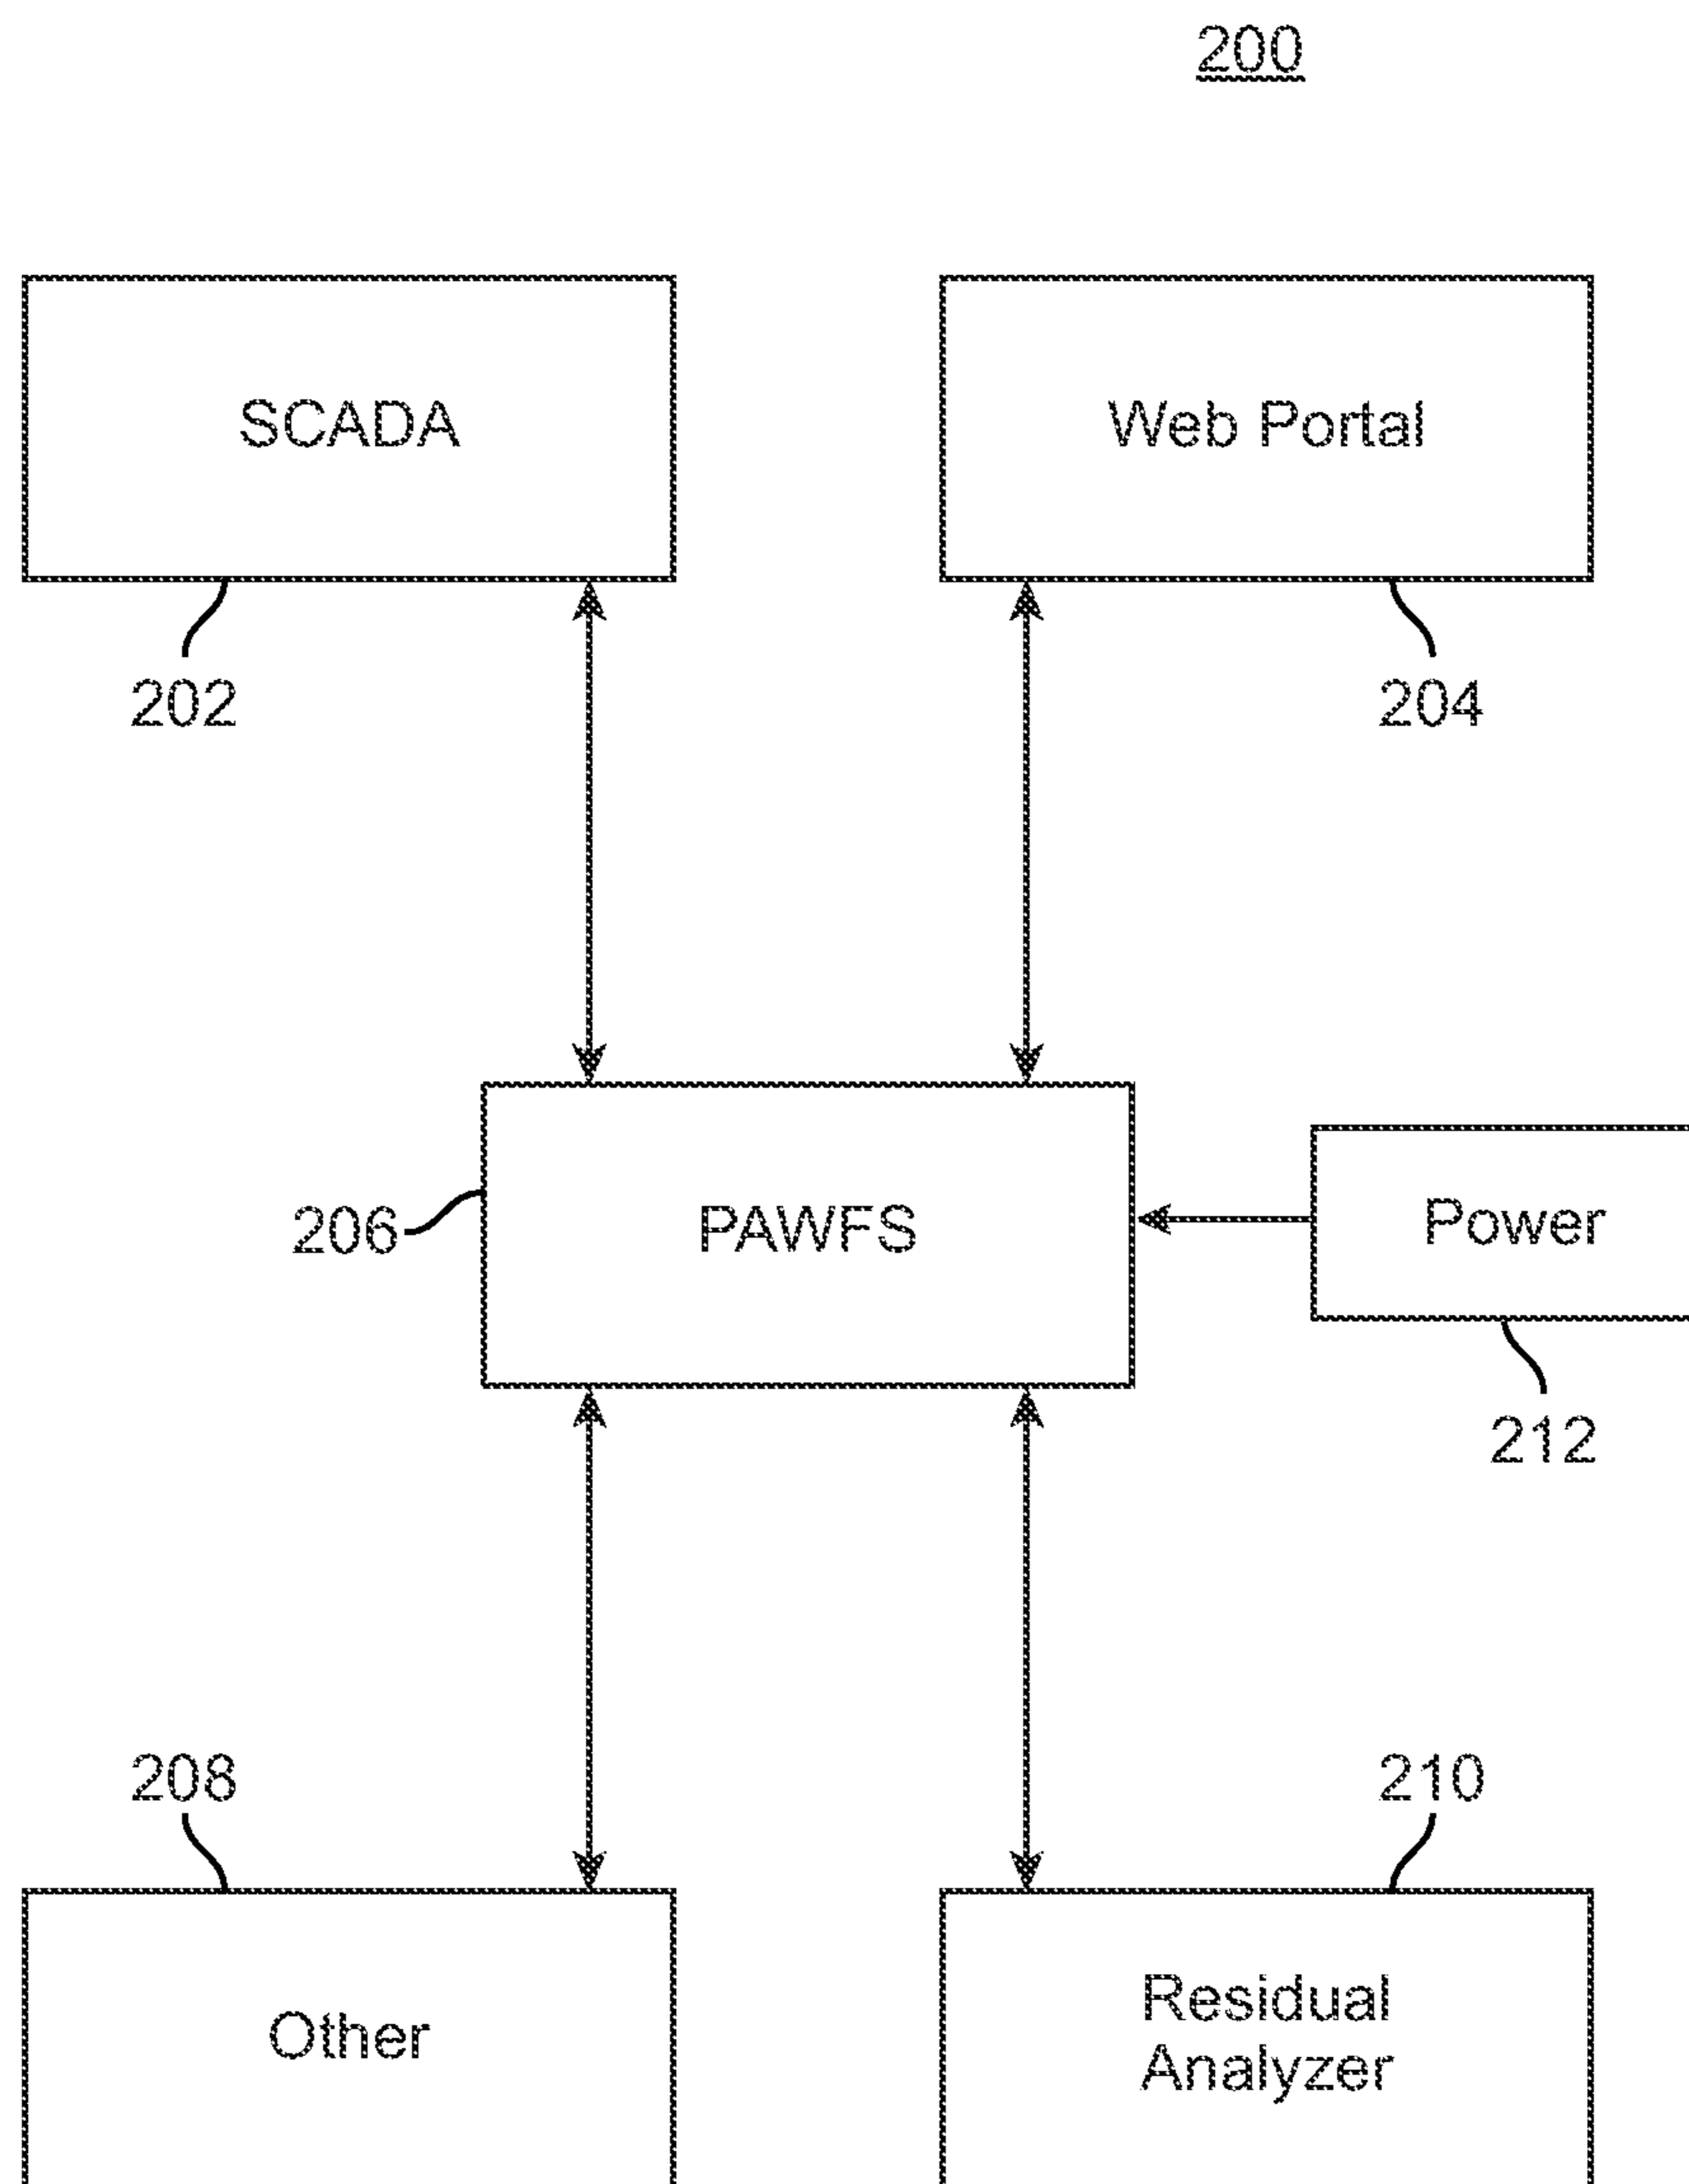 200
SCADA
Web Portal
202
204
206
PAWFS
Power
212
208
210
Other
Residual
Analyzer